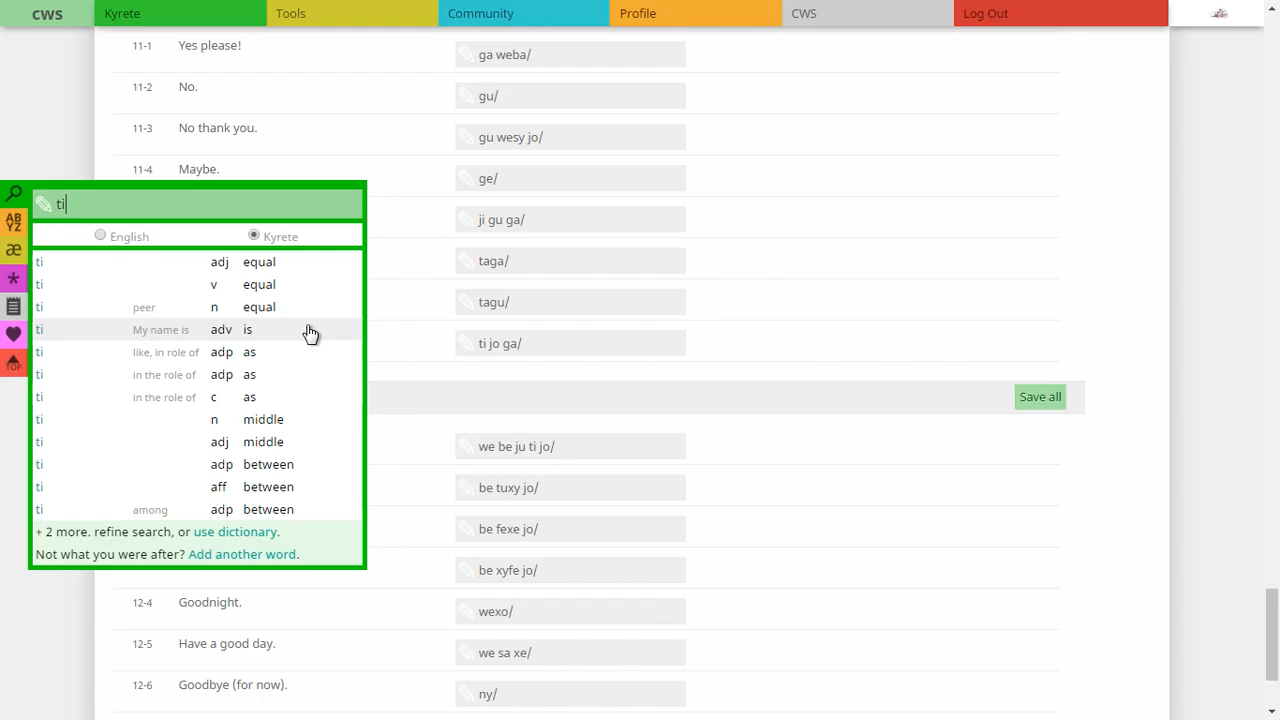 CWS Kyrete Tools Community Profile CWS Log Out
11-1 Yes please! ga weba/
11-2 No. gu/
11-3 No thank you. gu wesy jo/
11-4 Maybe. ge/
ji gu ga/
taga/
tagu/
ti jo ga/
Save all
we be ju ti jo/
be tuxy jo/
be fexe jo/
be xyfe jo/
12-4 Goodnight. wexo/
12-5 Have a good day. we sa xe/
12-6 Goodbye (for now). ny/
AB
YZ
æ
*
TOP
ti
English Kyrete
ti adj equal
ti v equal
ti peer n equal
ti My name is adv is
ti like, in role of adp as
ti in the role of adp as
ti in the role of c as
ti n middle
ti adj middle
ti adp between
ti aff between
ti among adp between
+ 2 more. refine search, or use dictionary.
Not what you were after? Add another word.